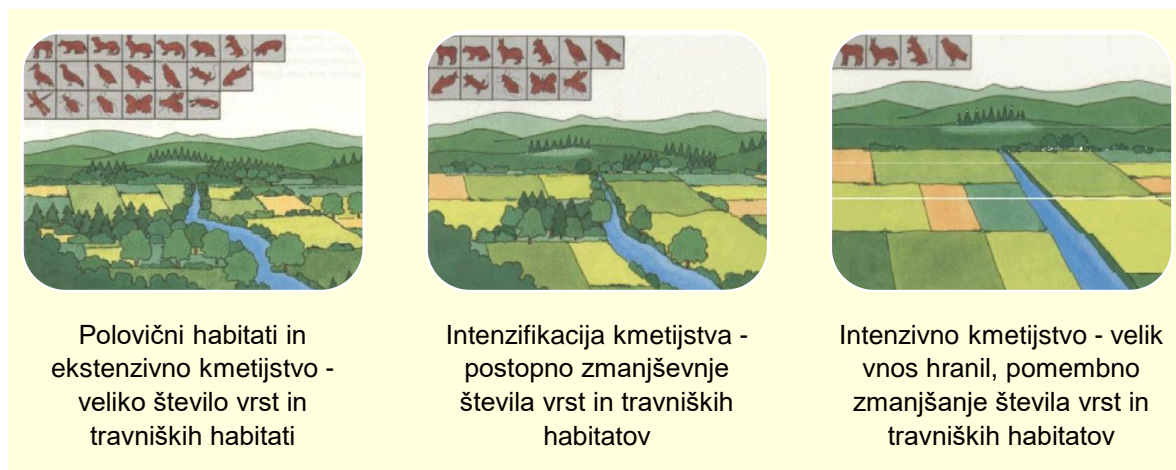 Polovični habitati in
ekstenzivno kmetijstvo -
veliko število vrst in
travniških habitati
Intenzifikacija kmetijstva -
postopno zmanjševnje
števila vrst in travniških
habitatov
Intenzivno kmetijstvo - velik
vnos hranil, pomembno
zmanjšanje števila vrst in
travniških habitatov